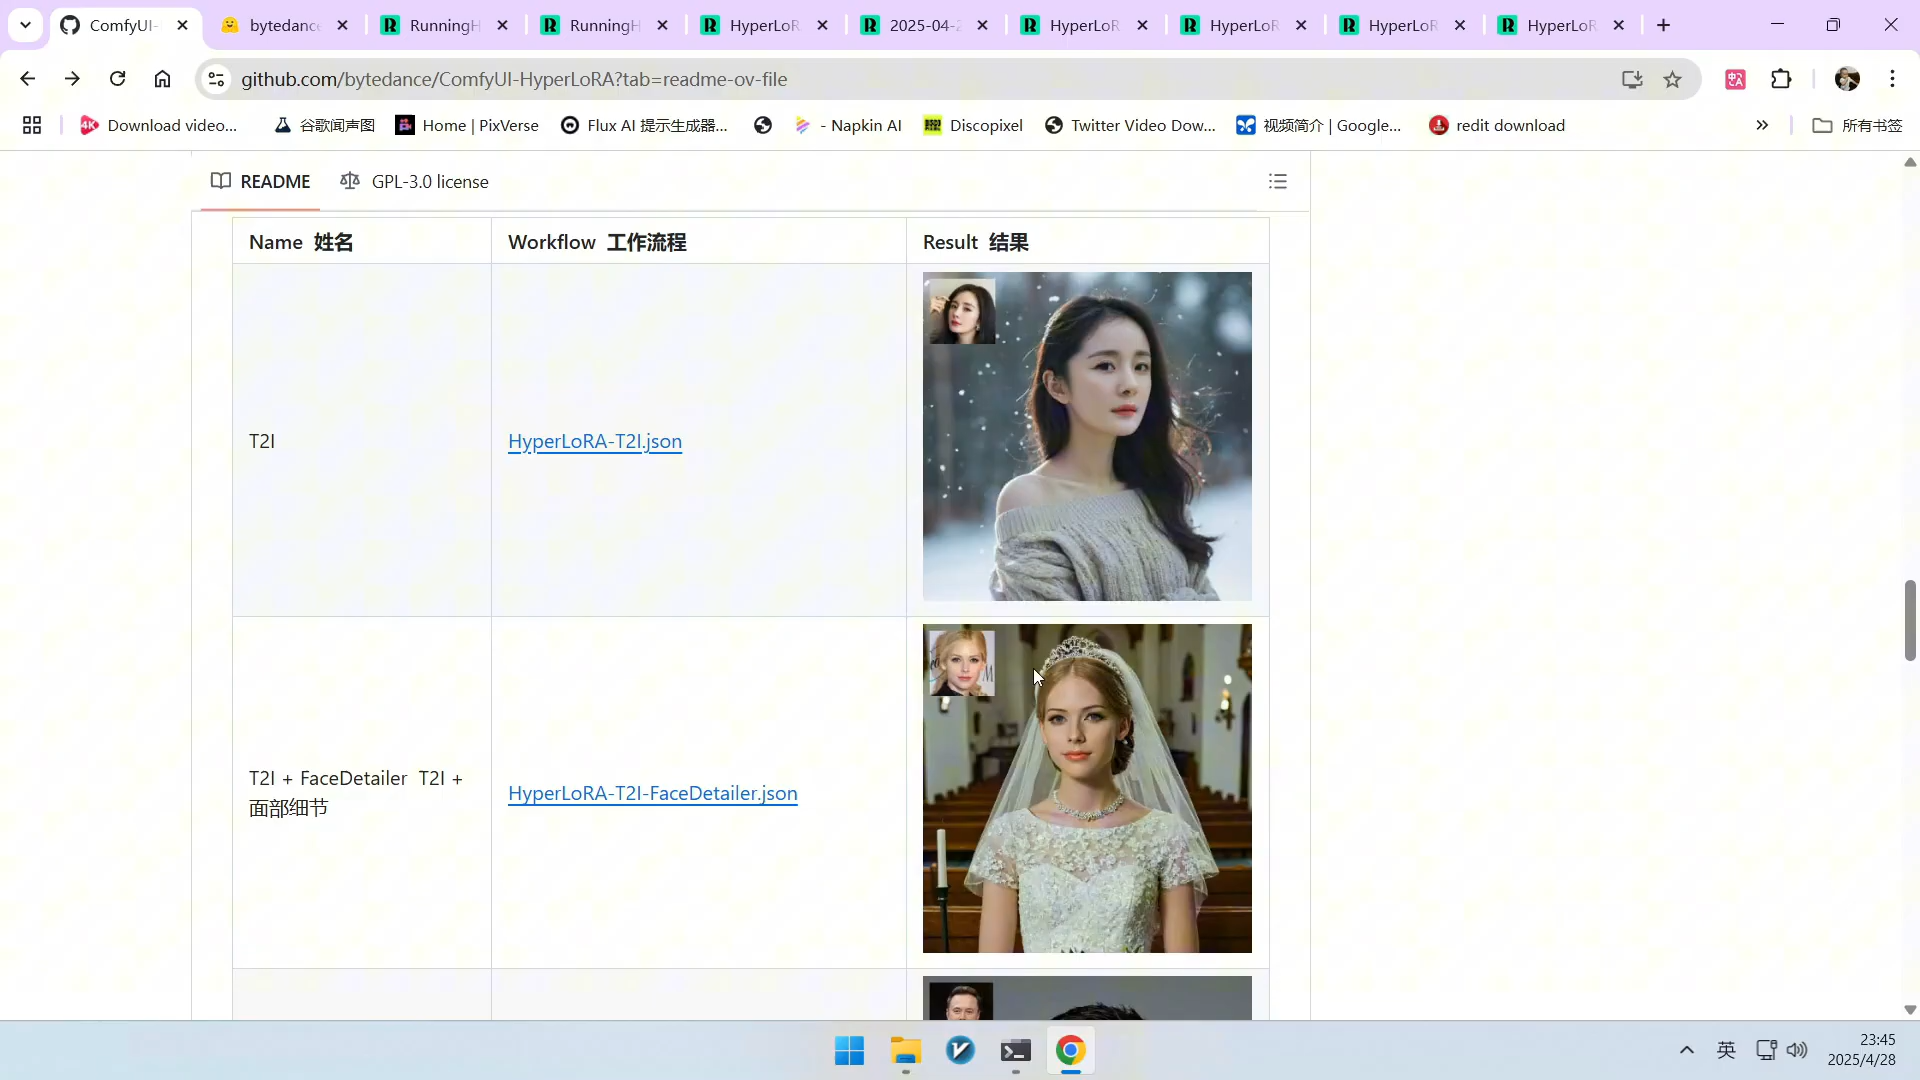 ComfyUI-
bytedance
RunningH
RunningH
HyperLoR
2025-04-2
HyperLoR
HyperLoR
HyperLoR
HyperLoR
github.com/bytedance/ComfyUI-HyperLoRA?tab=readme-ov-file
Download video...
谷歌闻声图
Home | PixVerse
Flux AI 提示生成器...
- Napkin AI
Discopixel
Twitter Video Dow...
视频简介 | Google...
redit download
所有书签
README
GPL-3.0 license
Name 姓名
Workflow 工作流程
Result 结果
T2I
HyperLoRA-T2I.json
T2I + FaceDetailer T2I +
面部细节
HyperLoRA-T2I-FaceDetailer.json
英
23:45
2025/4/28